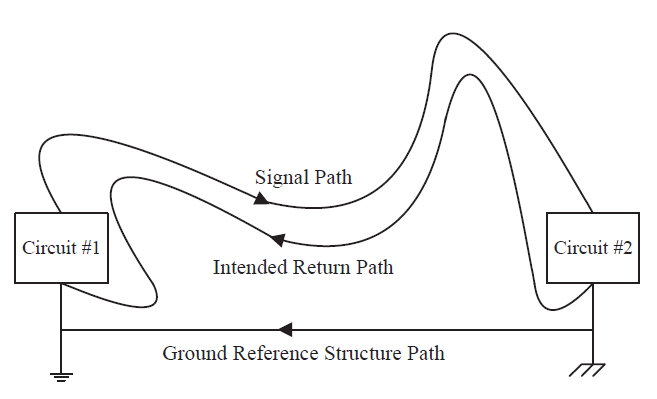 Signal Path
Circuit #1
Circuit #2
Intended Return Path
Ground Reference Structure Path